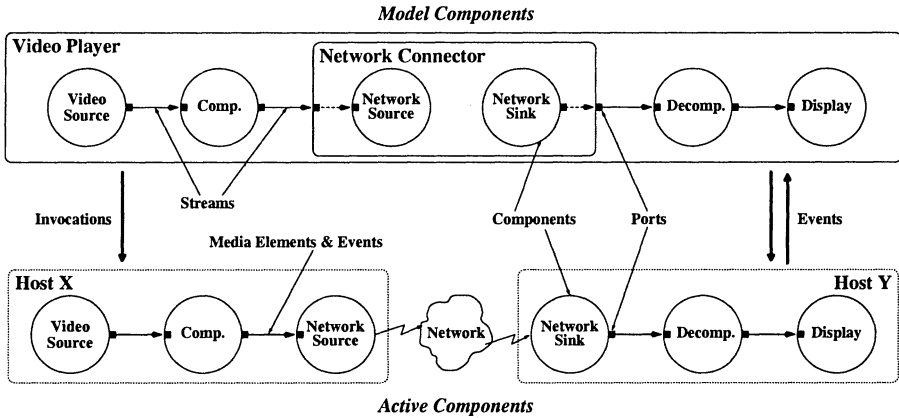 Model Components
Video Player
Network Connector
Video
Source
Comp.
Network
Source
Network
Sink
Decomp.
Display
Streams
Invocations
Components
Ports
Events
Media Elements & Events
Host X
Host Y
Video
Source
Comp.
Network
Source
Network
Network
Sink
Decomp.
Display
Active Components